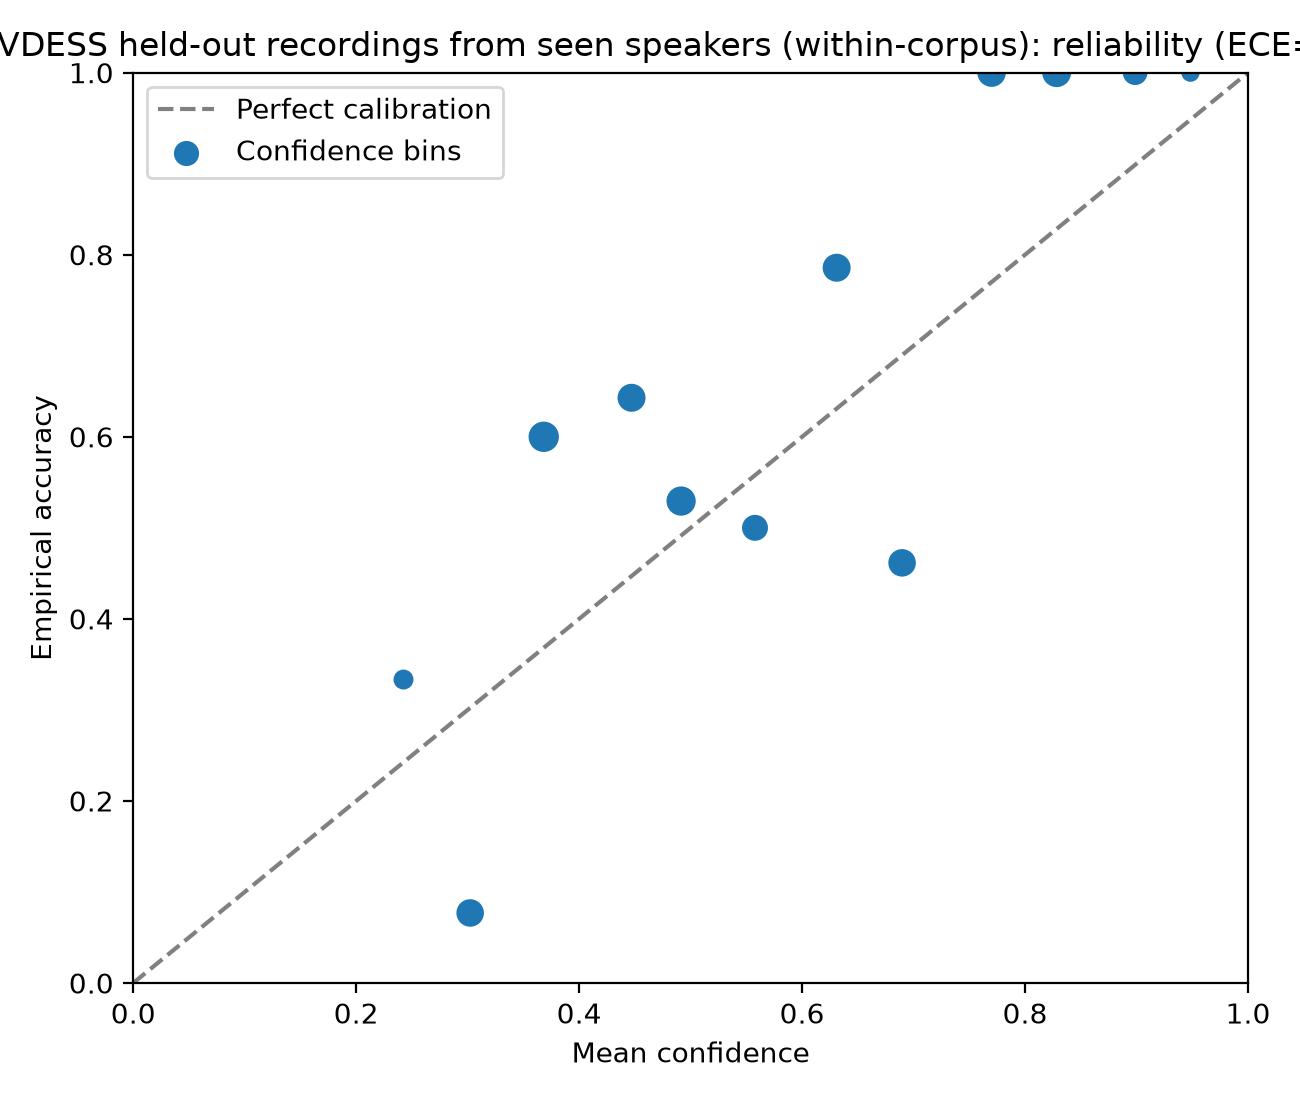 VDESS held-out recordings from seen speakers (within-corpus): reliability (ECE=
Perfect calibration
Confidence bins
Empirical accuracy
1.0
0.8
0.6
0.4
0.2
0.0
0.0 0.2 0.4 0.6 0.8 1.0
Mean confidence